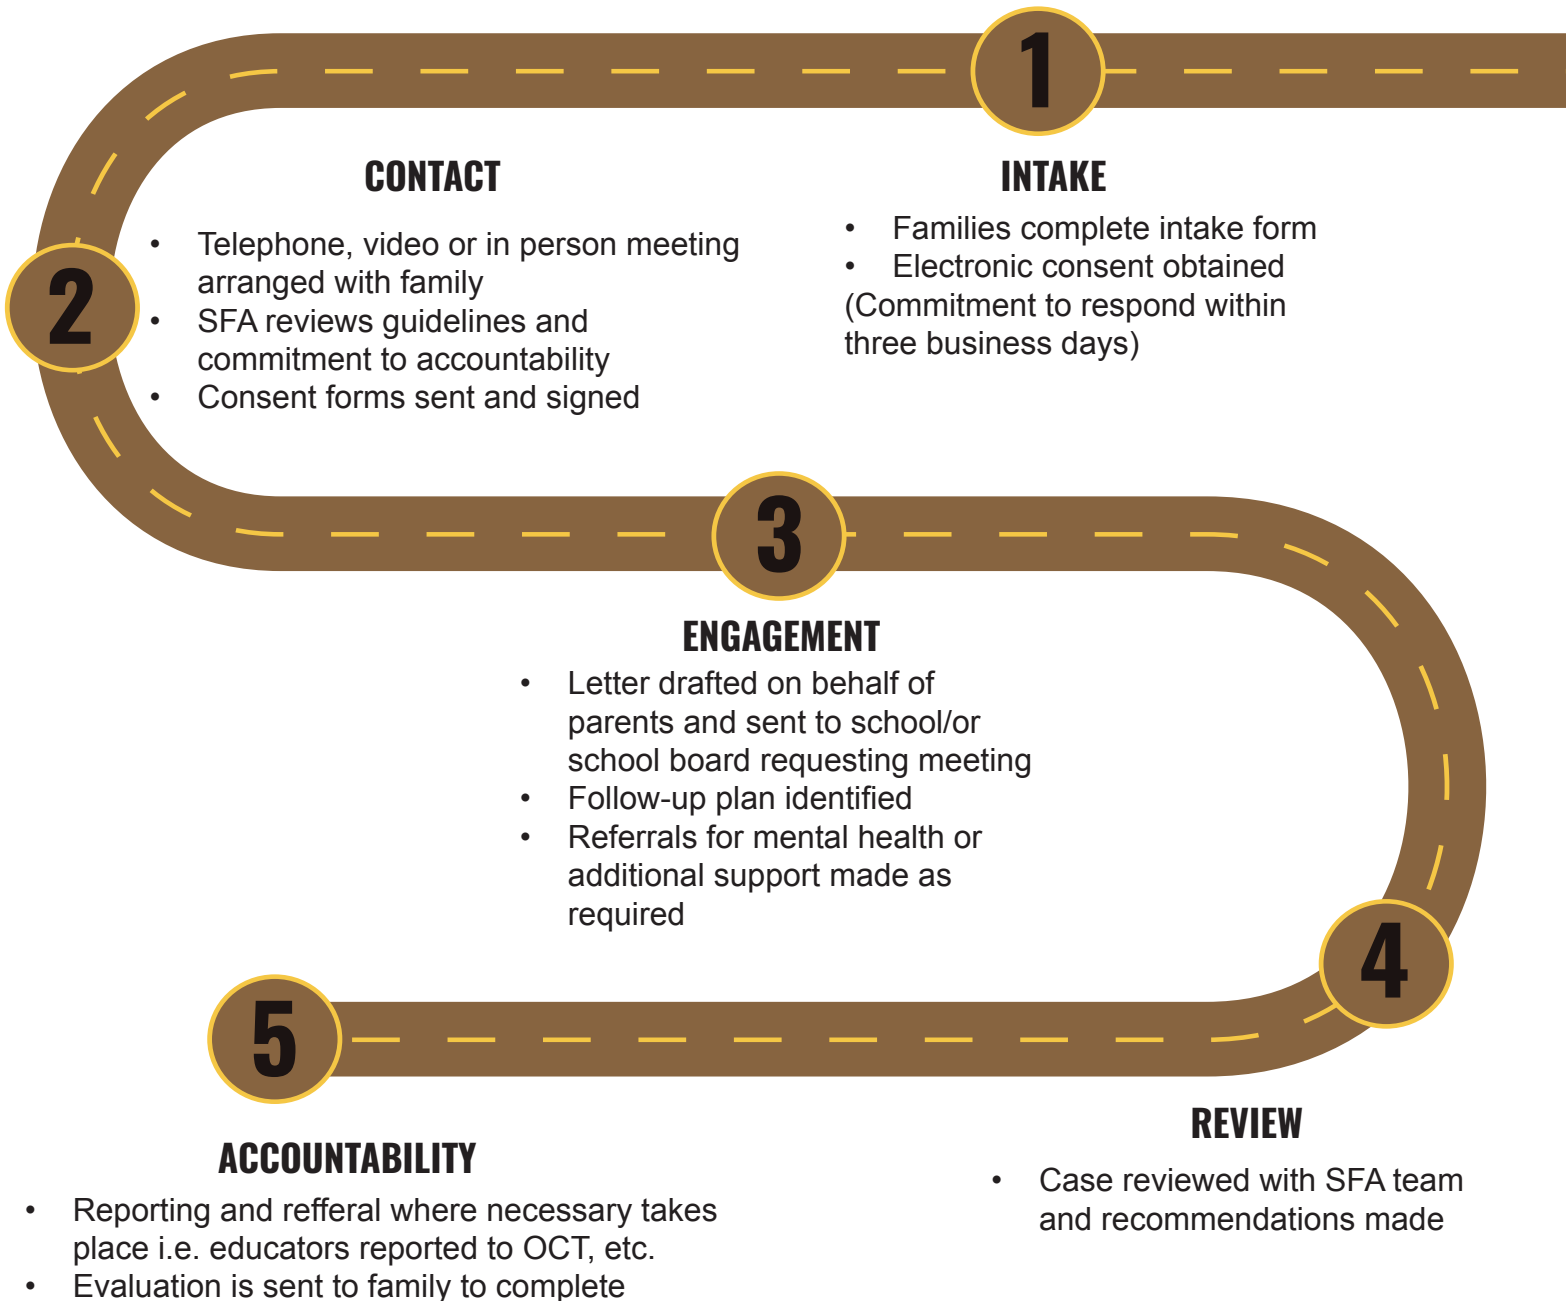 1
INTAKE
• Families complete intake form
• Electronic consent obtained
(Commitment to respond within
three business days)
2
CONTACT
• Telephone, video or in person meeting
arranged with family
• SFA reviews guidelines and
commitment to accountability
• Consent forms sent and signed
3
ENGAGEMENT
• Letter drafted on behalf of
parents and sent to school/or
school board requesting meeting
• Follow-up plan identified
• Referrals for mental health or
additional support made as
required
4
REVIEW
• Case reviewed with SFA team
and recommendations made
5
ACCOUNTABILITY
• Reporting and refferal where necessary takes
place i.e. educators reported to OCT, etc.
• Evaluation is sent to family to complete